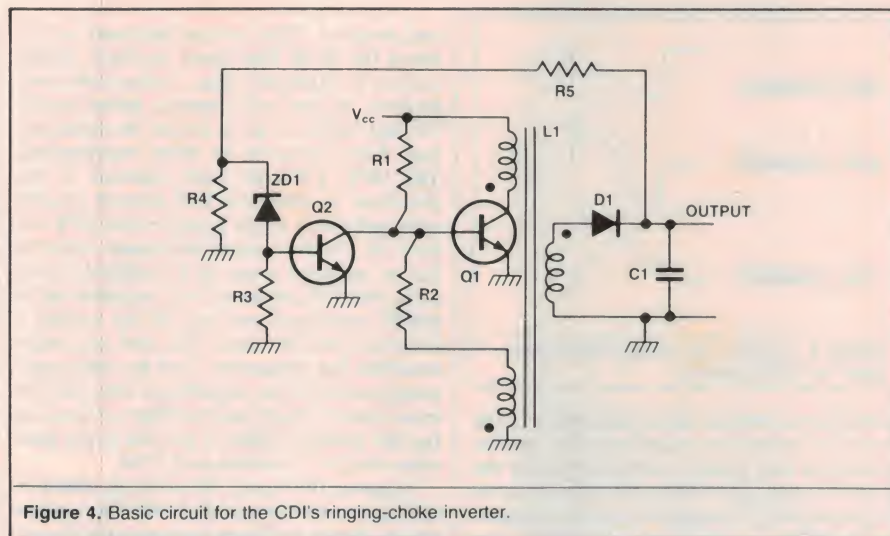 R5
Vcc
L1
R1
ZD1
D1
R4
Q2
OUTPUT
Q1
C1
R3
R2
Figure 4. Basic circuit for the CDI's ringing-choke inverter.